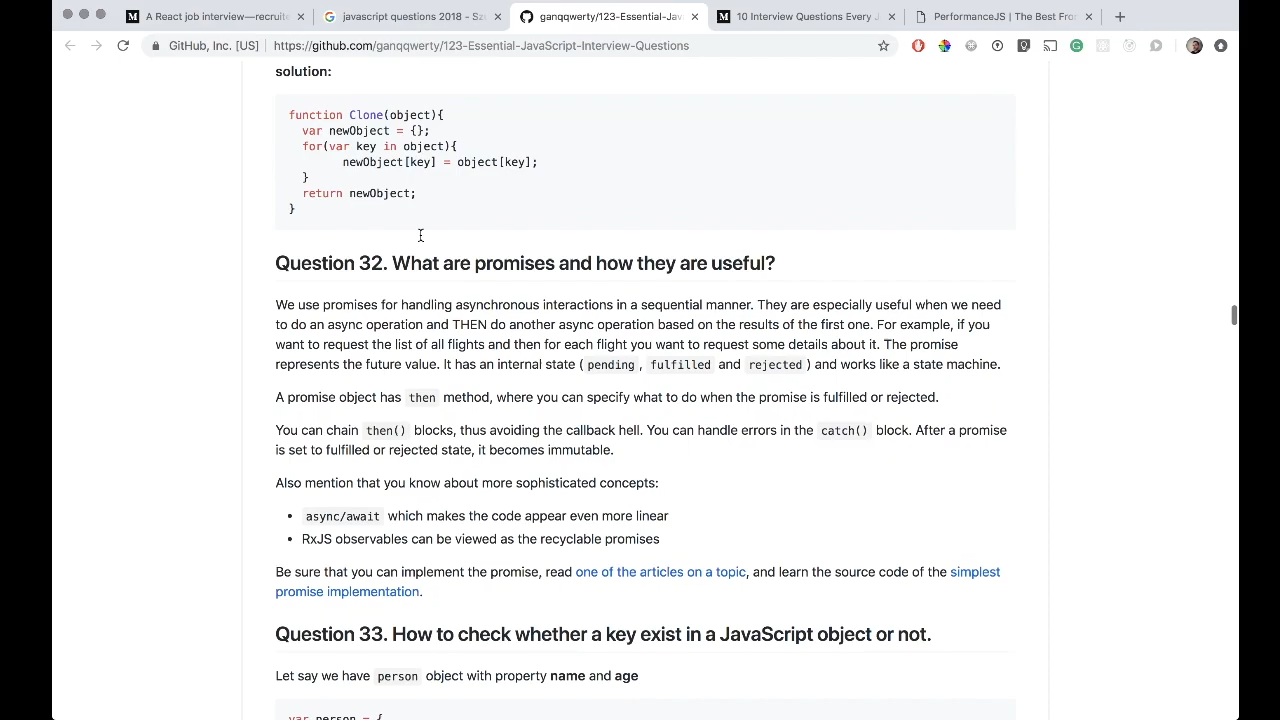 A React job interview—recruite
javascript questions 2018 - Szu
ganqqwerty/123-Essential-Jav
10 Interview Questions Every J
PerformanceJS | The Best Fron
GitHub, Inc. [US] | https://github.com/ganqqwerty/123-Essential-JavaScript-Interview-Questions
solution:
function Clone(object){
var newObject = {};
for(var key in object){
newObject[key] = object[key];
}
return newObject;
}
Question 32. What are promises and how they are useful?
We use promises for handling asynchronous interactions in a sequential manner. They are especially useful when we need
to do an async operation and THEN do another async operation based on the results of the first one. For example, if you
want to request the list of all flights and then for each flight you want to request some details about it. The promise
represents the future value. It has an internal state ( pending , fulfilled and rejected ) and works like a state machine.
A promise object has then method, where you can specify what to do when the promise is fulfilled or rejected.
You can chain then() blocks, thus avoiding the callback hell. You can handle errors in the catch() block. After a promise
is set to fulfilled or rejected state, it becomes immutable.
Also mention that you know about more sophisticated concepts:
• async/await which makes the code appear even more linear
• RxJS observables can be viewed as the recyclable promises
Be sure that you can implement the promise, read one of the articles on a topic, and learn the source code of the simplest
promise implementation.
Question 33. How to check whether a key exist in a JavaScript object or not.
Let say we have person object with property name and age
var person = {